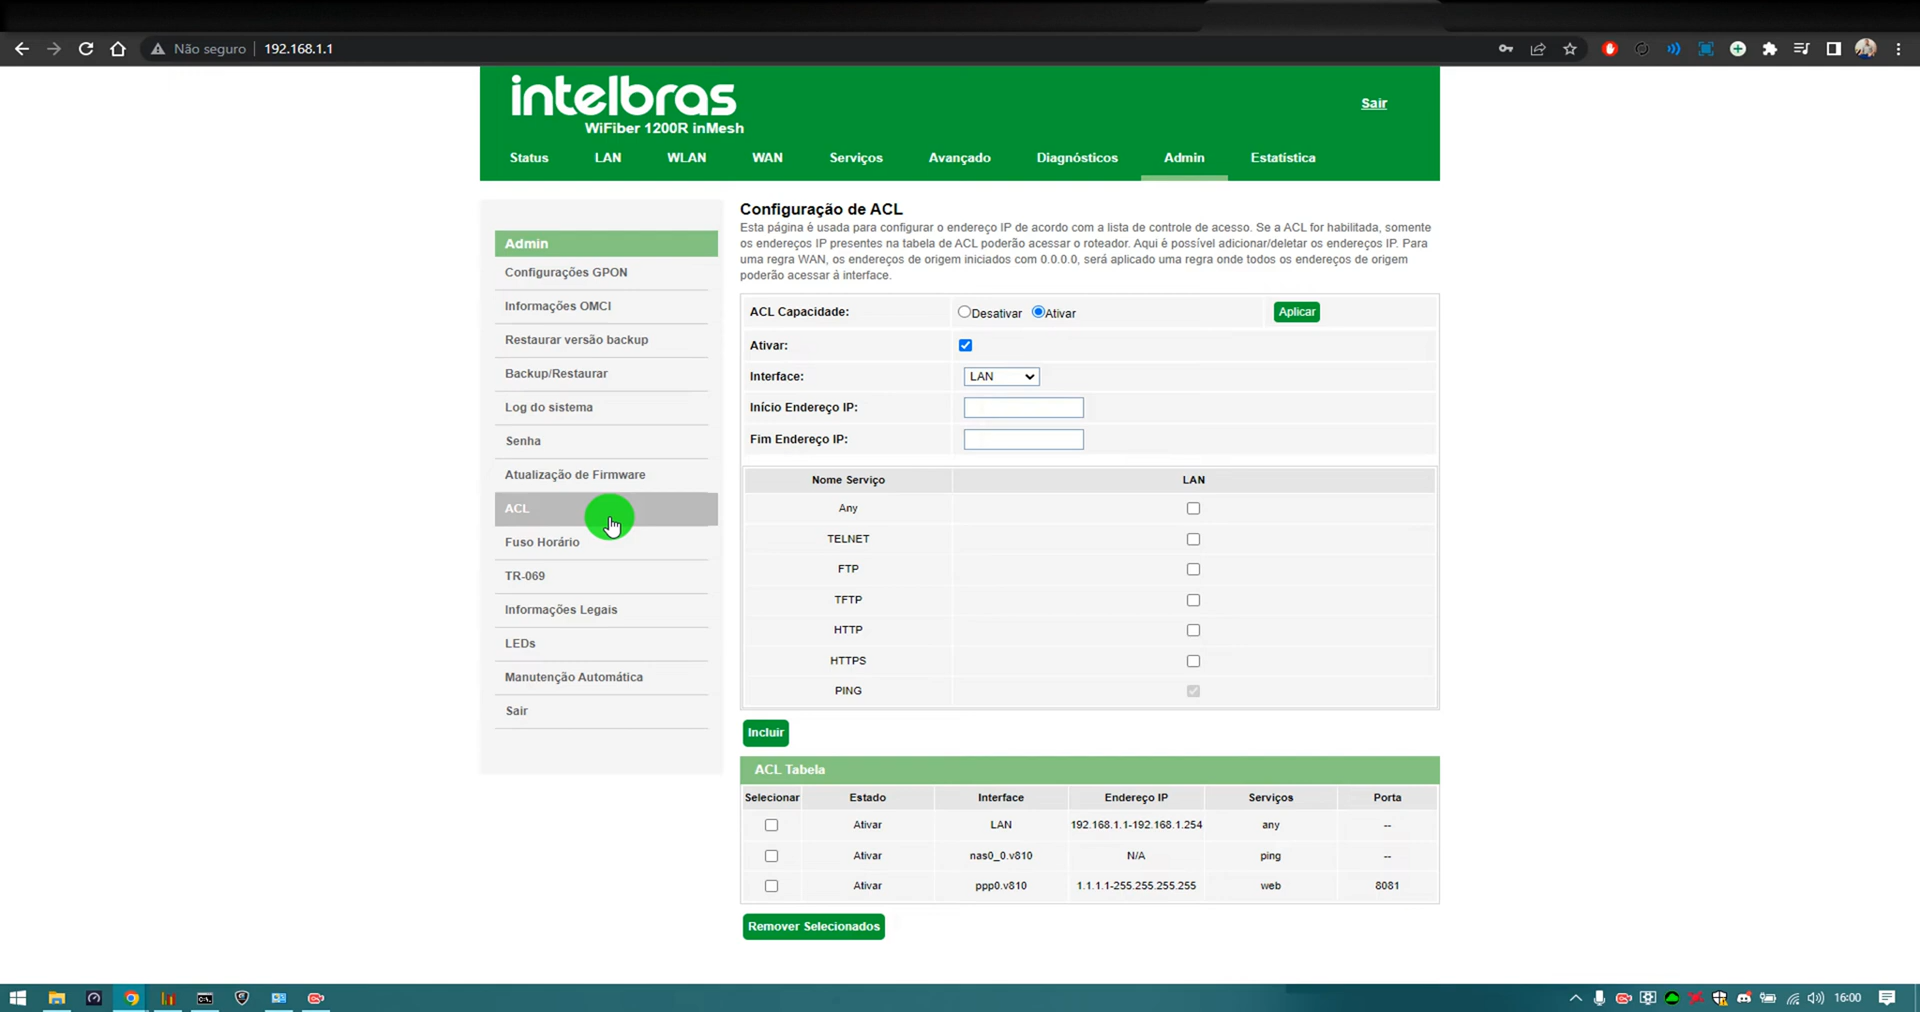 Não seguro
192.168.1.1
intelbras
WiFiber 1200R inMesh
Sair
Status LAN WLAN WAN Serviços Avançado Diagnósticos Admin Estatística
Admin
Configurações GPON
Informações OMCI
Restaurar versão backup
Backup/Restaurar
Log do sistema
Senha
Atualização de Firmware
ACL
Fuso Horário
TR-069
Informações Legais
LEDs
Manutenção Automática
Sair
Configuração de ACL
Esta página é usada para configurar o endereço IP de acordo com a lista de controle de acesso. Se a ACL for habilitada, somente
os endereços IP presentes na tabela de ACL poderão acessar o roteador. Aqui é possível adicionar/deletar os endereços IP. Para
uma regra WAN, os endereços de origem iniciados com 0.0.0.0, será aplicado uma regra onde todos os endereços de origem
poderão acessar á interface.
ACL Capacidade: Desativar Ativar Aplicar
Ativar:
Interface: LAN
Início Endereço IP:
Fim Endereço IP:
Nome Serviço LAN
Any
TELNET
FTP
TFTP
HTTP
HTTPS
PING
Incluir
ACL Tabela
Selecionar Estado Interface Endereço IP Serviços Porta
Ativar LAN 192.168.1.1-192.168.1.254 any --
Ativar nas0_0.v810 N/A ping --
Ativar ppp0.v810 1.1.1.1-255.255.255.255 web 8081
Remover Selecionados
16:00